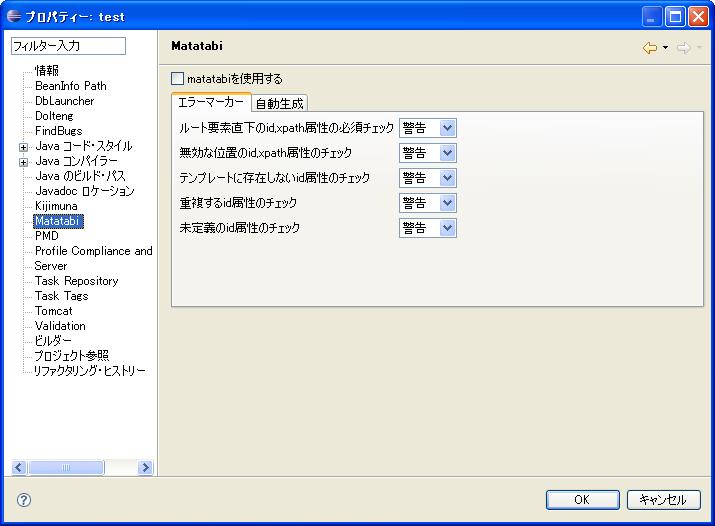 プロパティー: test
フィルター入力
情報
BeanInfo Path
DbLauncher
Dolteng
FindBugs
Java コード・スタイル
Java コンパイラー
Java のビルド・パス
Javadoc ロケーション
Kijimuna
Matatabi
PMD
Profile Compliance and
Server
Task Repository
Task Tags
Tomcat
Validation
ビルダー
プロジェクト参照
リファクタリング・ヒストリー
Matatabi
matatabiを使用する
エラーマーカー 自動生成
ルート要素直下のid,xpath属性の必須チェック 警告
無効な位置のid,xpath属性のチェック 警告
テンプレートに存在しないid属性のチェック 警告
重複するid属性のチェック 警告
未定義のid属性のチェック 警告
OK キャンセル